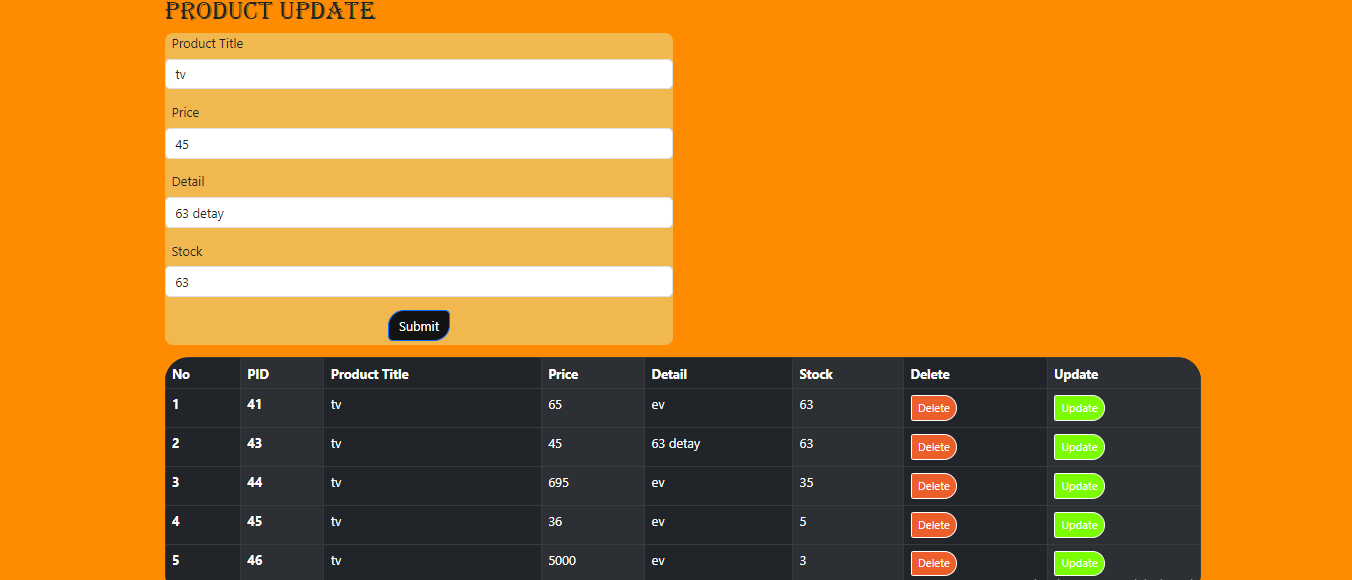 PRODUCT UPDATE
Product Title
tv
Price
45
Detail
63 detay
Stock
63
Submit
No PID Product Title Price Detail Stock Delete Update
1 41 tv 65 ev 63 Delete Update
2 43 tv 45 63 detay 63 Delete Update
3 44 tv 695 ev 35 Delete Update
4 45 tv 36 ev 5 Delete Update
5 46 tv 5000 ev 3 Delete Update